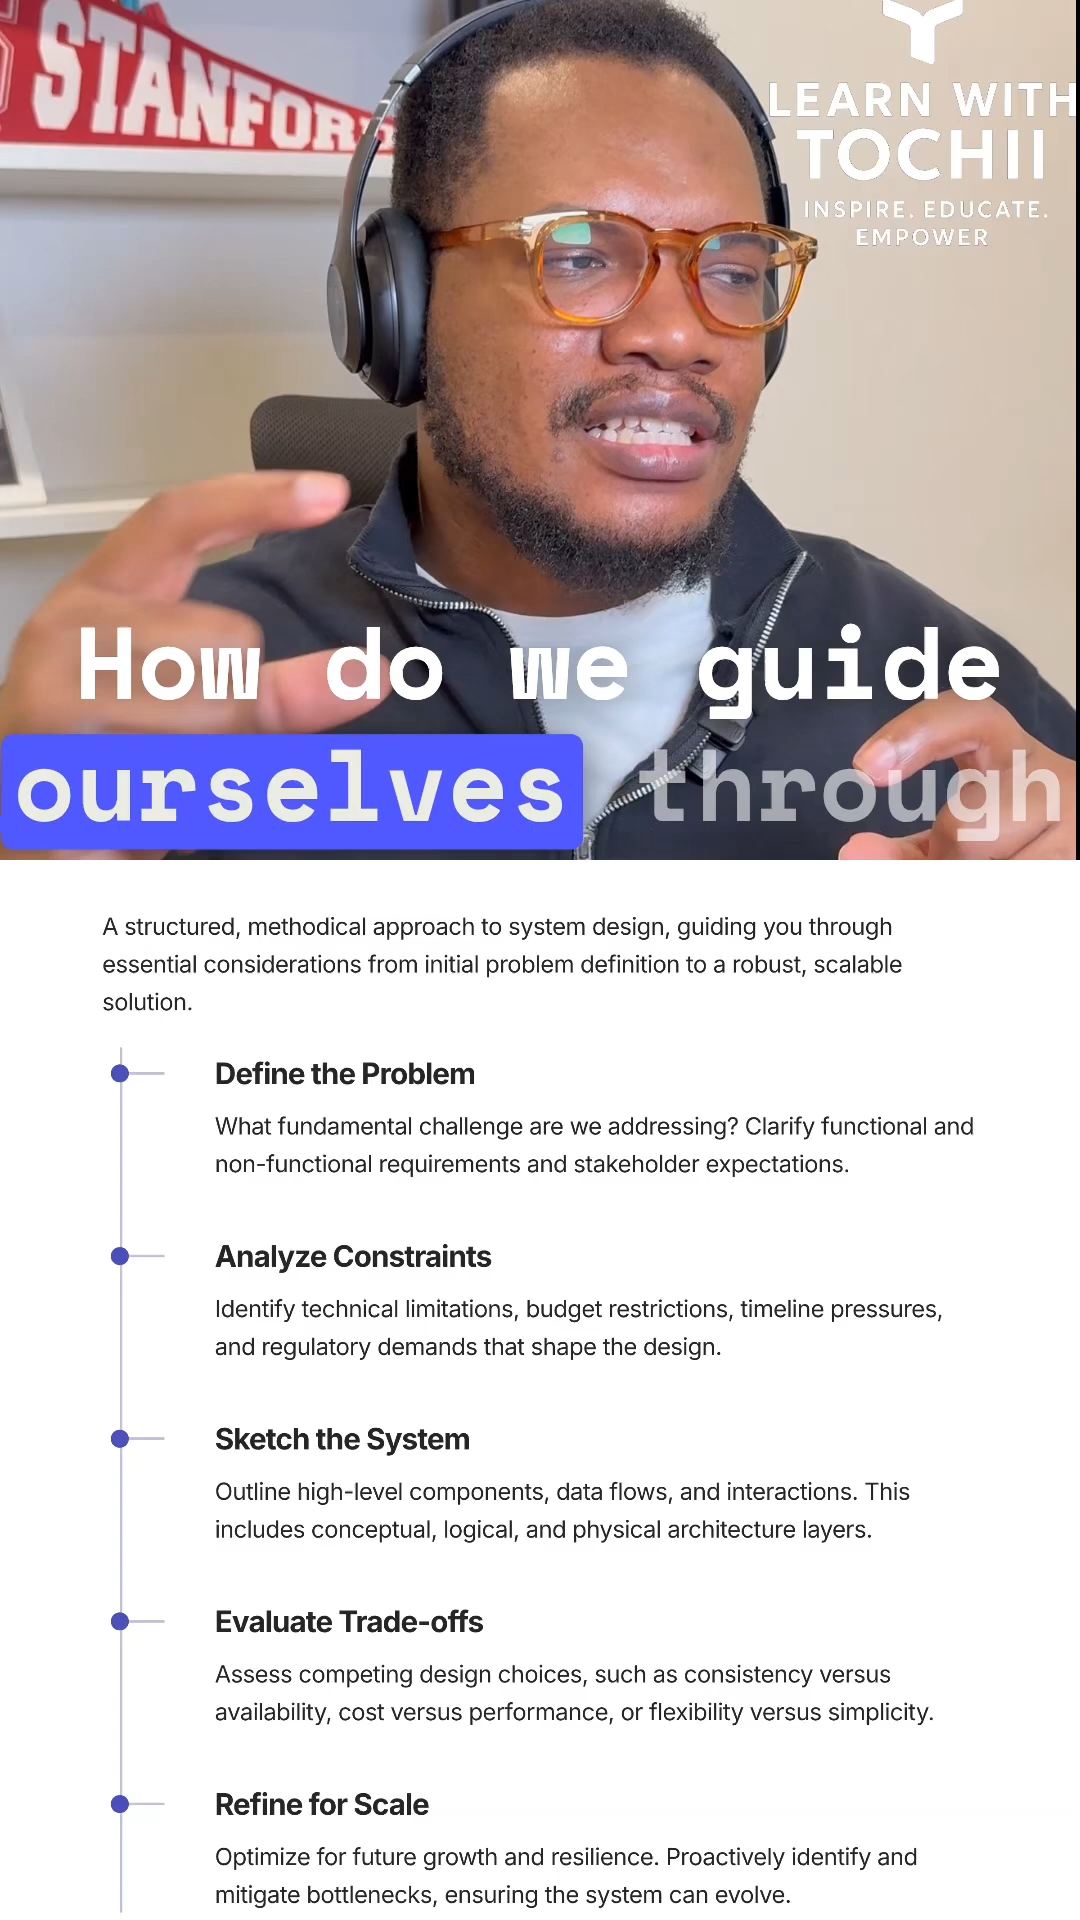 STANFORD
LEARN WITH
TOCHII
INSPIRE. EDUCATE.
EMPOWER
How do we guide
ourselves through
A structured, methodical approach to system design, guiding you through
essential considerations from initial problem definition to a robust, scalable
solution.
Define the Problem
What fundamental challenge are we addressing? Clarify functional and
non-functional requirements and stakeholder expectations.
Analyze Constraints
Identify technical limitations, budget restrictions, timeline pressures,
and regulatory demands that shape the design.
Sketch the System
Outline high-level components, data flows, and interactions. This
includes conceptual, logical, and physical architecture layers.
Evaluate Trade-offs
Assess competing design choices, such as consistency versus
availability, cost versus performance, or flexibility versus simplicity.
Refine for Scale
Optimize for future growth and resilience. Proactively identify and
mitigate bottlenecks, ensuring the system can evolve.